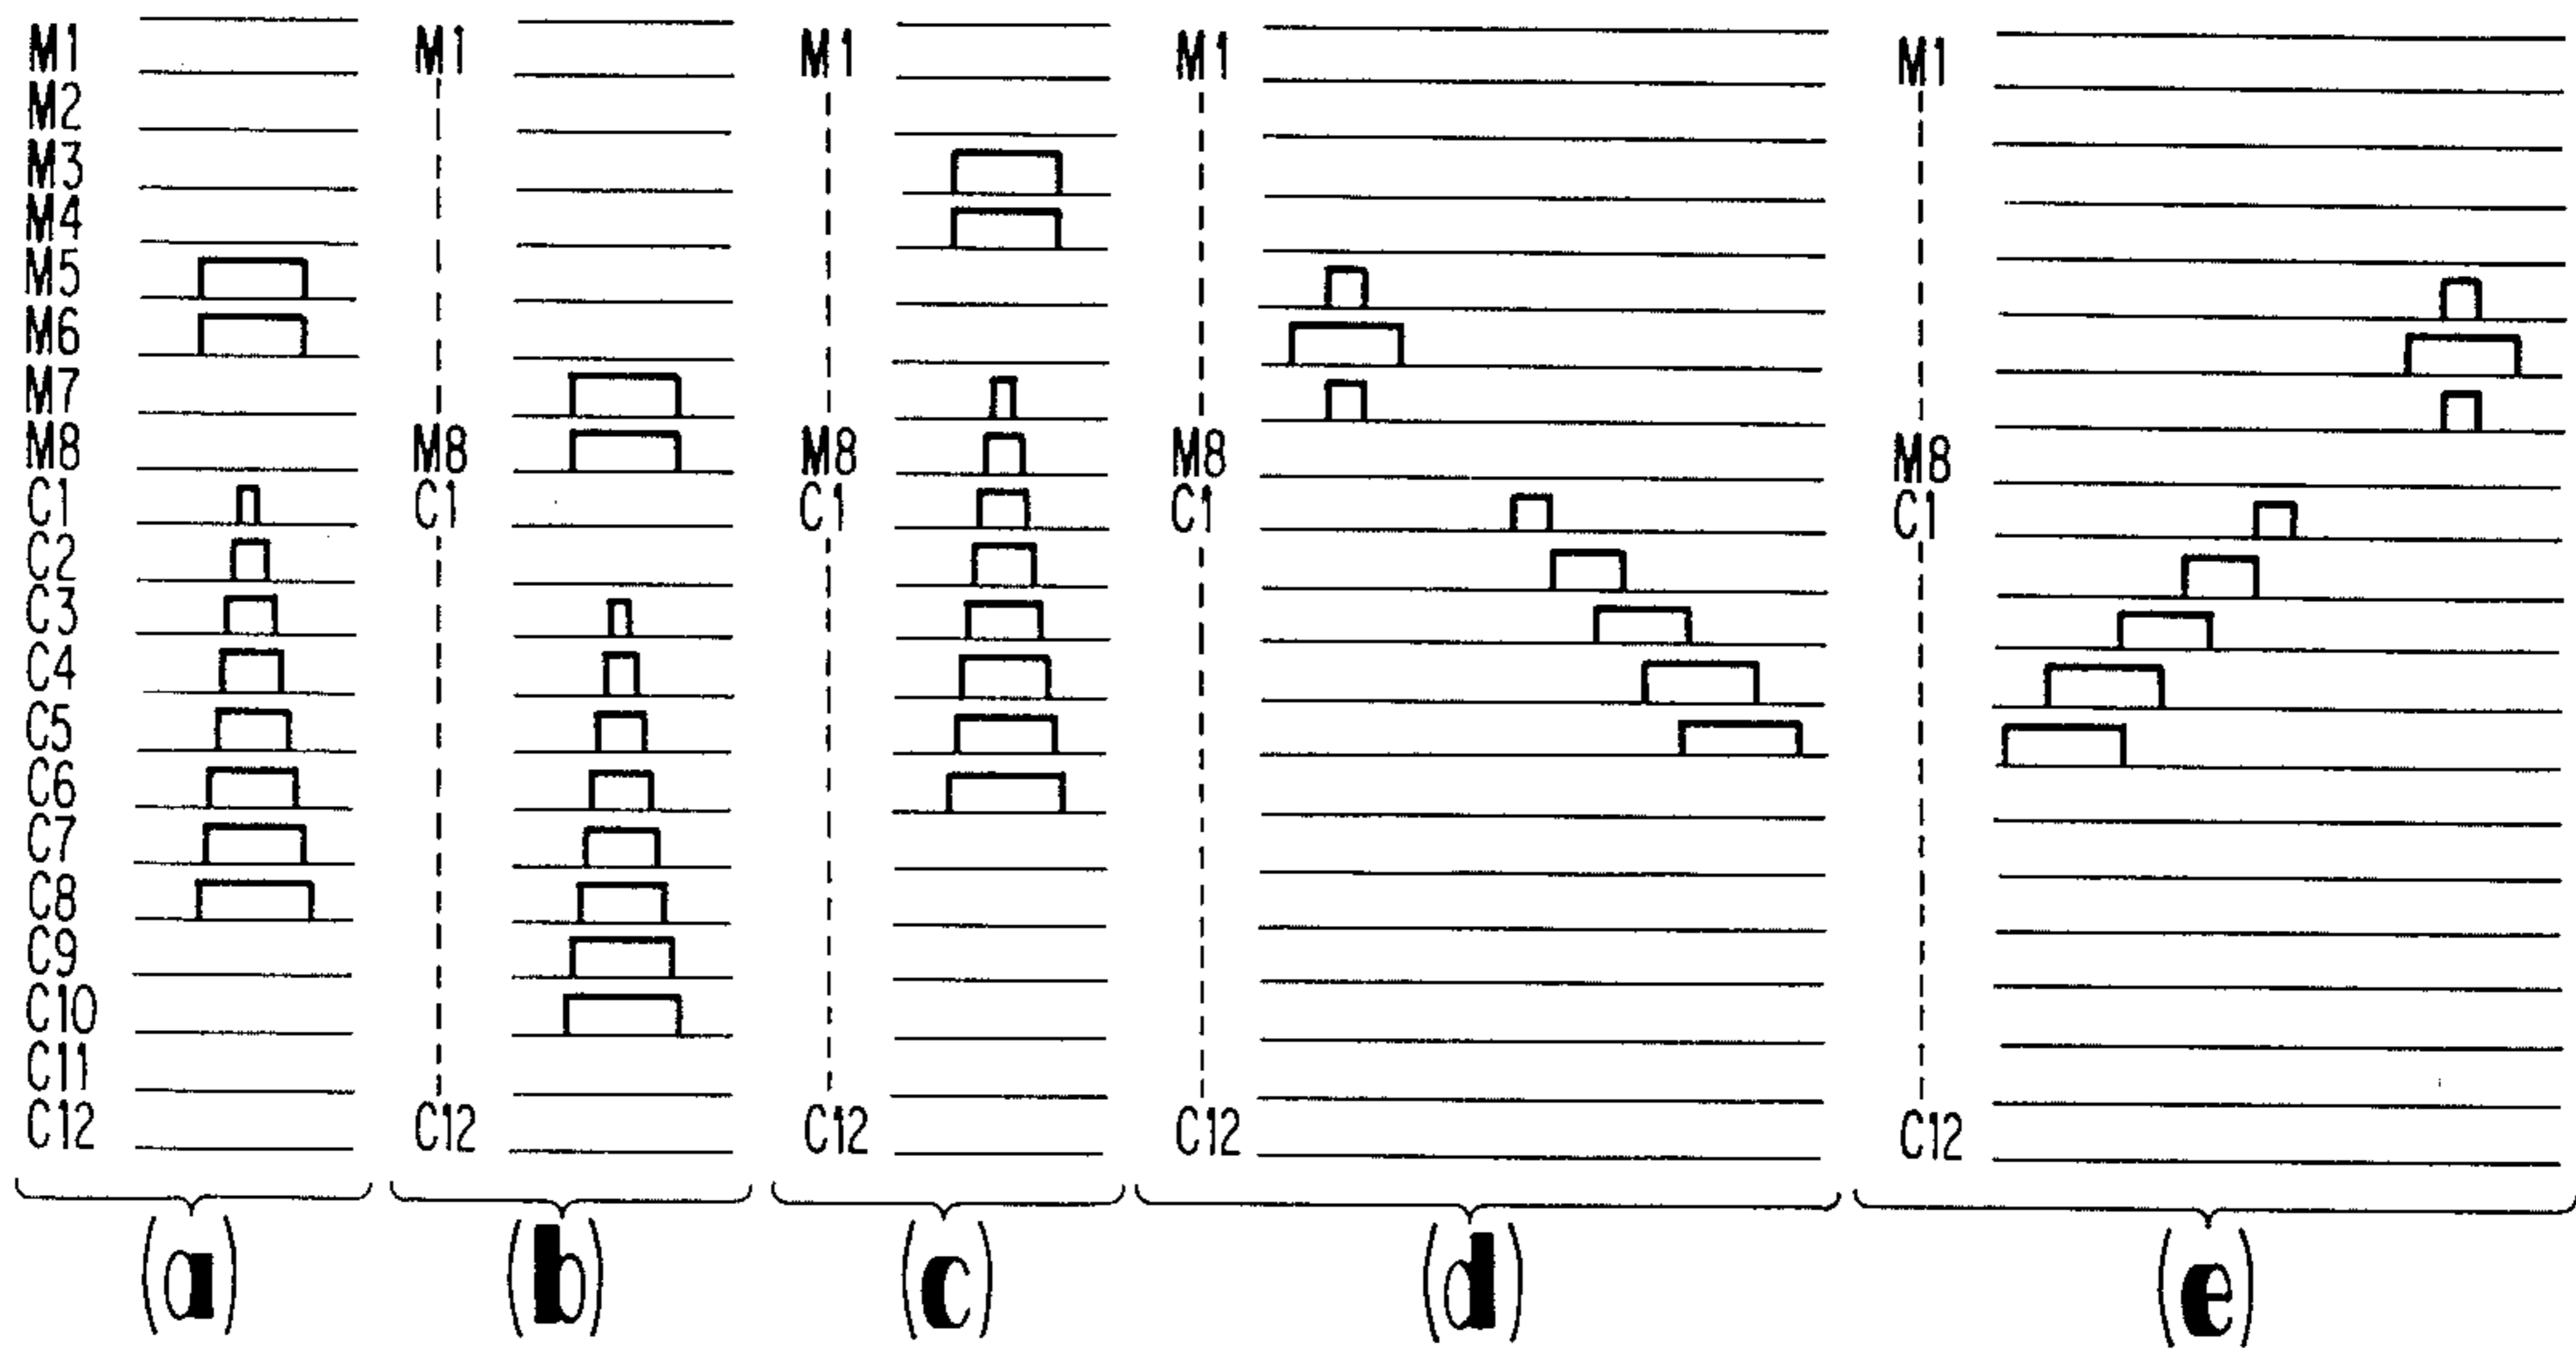 M1 M1 M1 M1 M1
M2
M3
M4
M5
M6
M7
M8 M8 M8 M8 M8
C1 C1 C1 C1 C1
C2
C3
C4
C5
C6
C7
C8
C9
C10
C11
C12 C12 C12 C12 C12
(a) (b) (c) (d) (e)